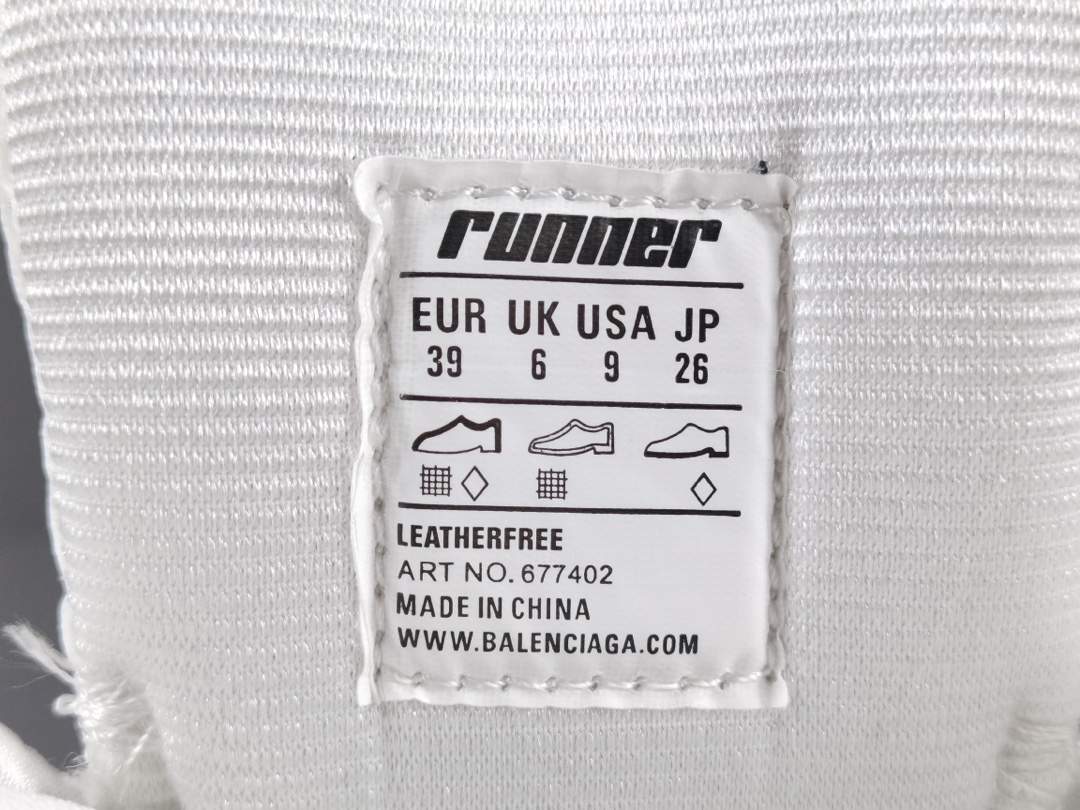 runner
EUR UK USA JP
39 6 9 26
LEATHERFREE
ART NO. 677402
MADE IN CHINA
WWW.BALENCIAGA.COM